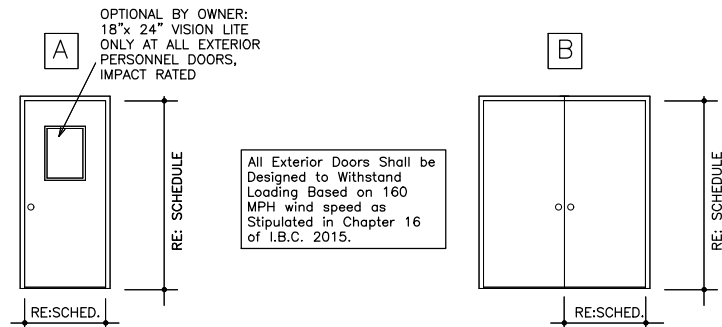 OPTIONAL BY OWNER:
18"x 24" VISION LITE
ONLY AT ALL EXTERIOR
PERSONNEL DOORS,
IMPACT RATED
A
B
RE: SCHEDULE
All Exterior Doors Shall be
Designed to Withstand
Loading Based on 160
MPH wind speed as
Stipulated in Chapter 16
of I.B.C. 2015.
RE: SCHEDULE
RE:SCHED.
RE:SCHED.